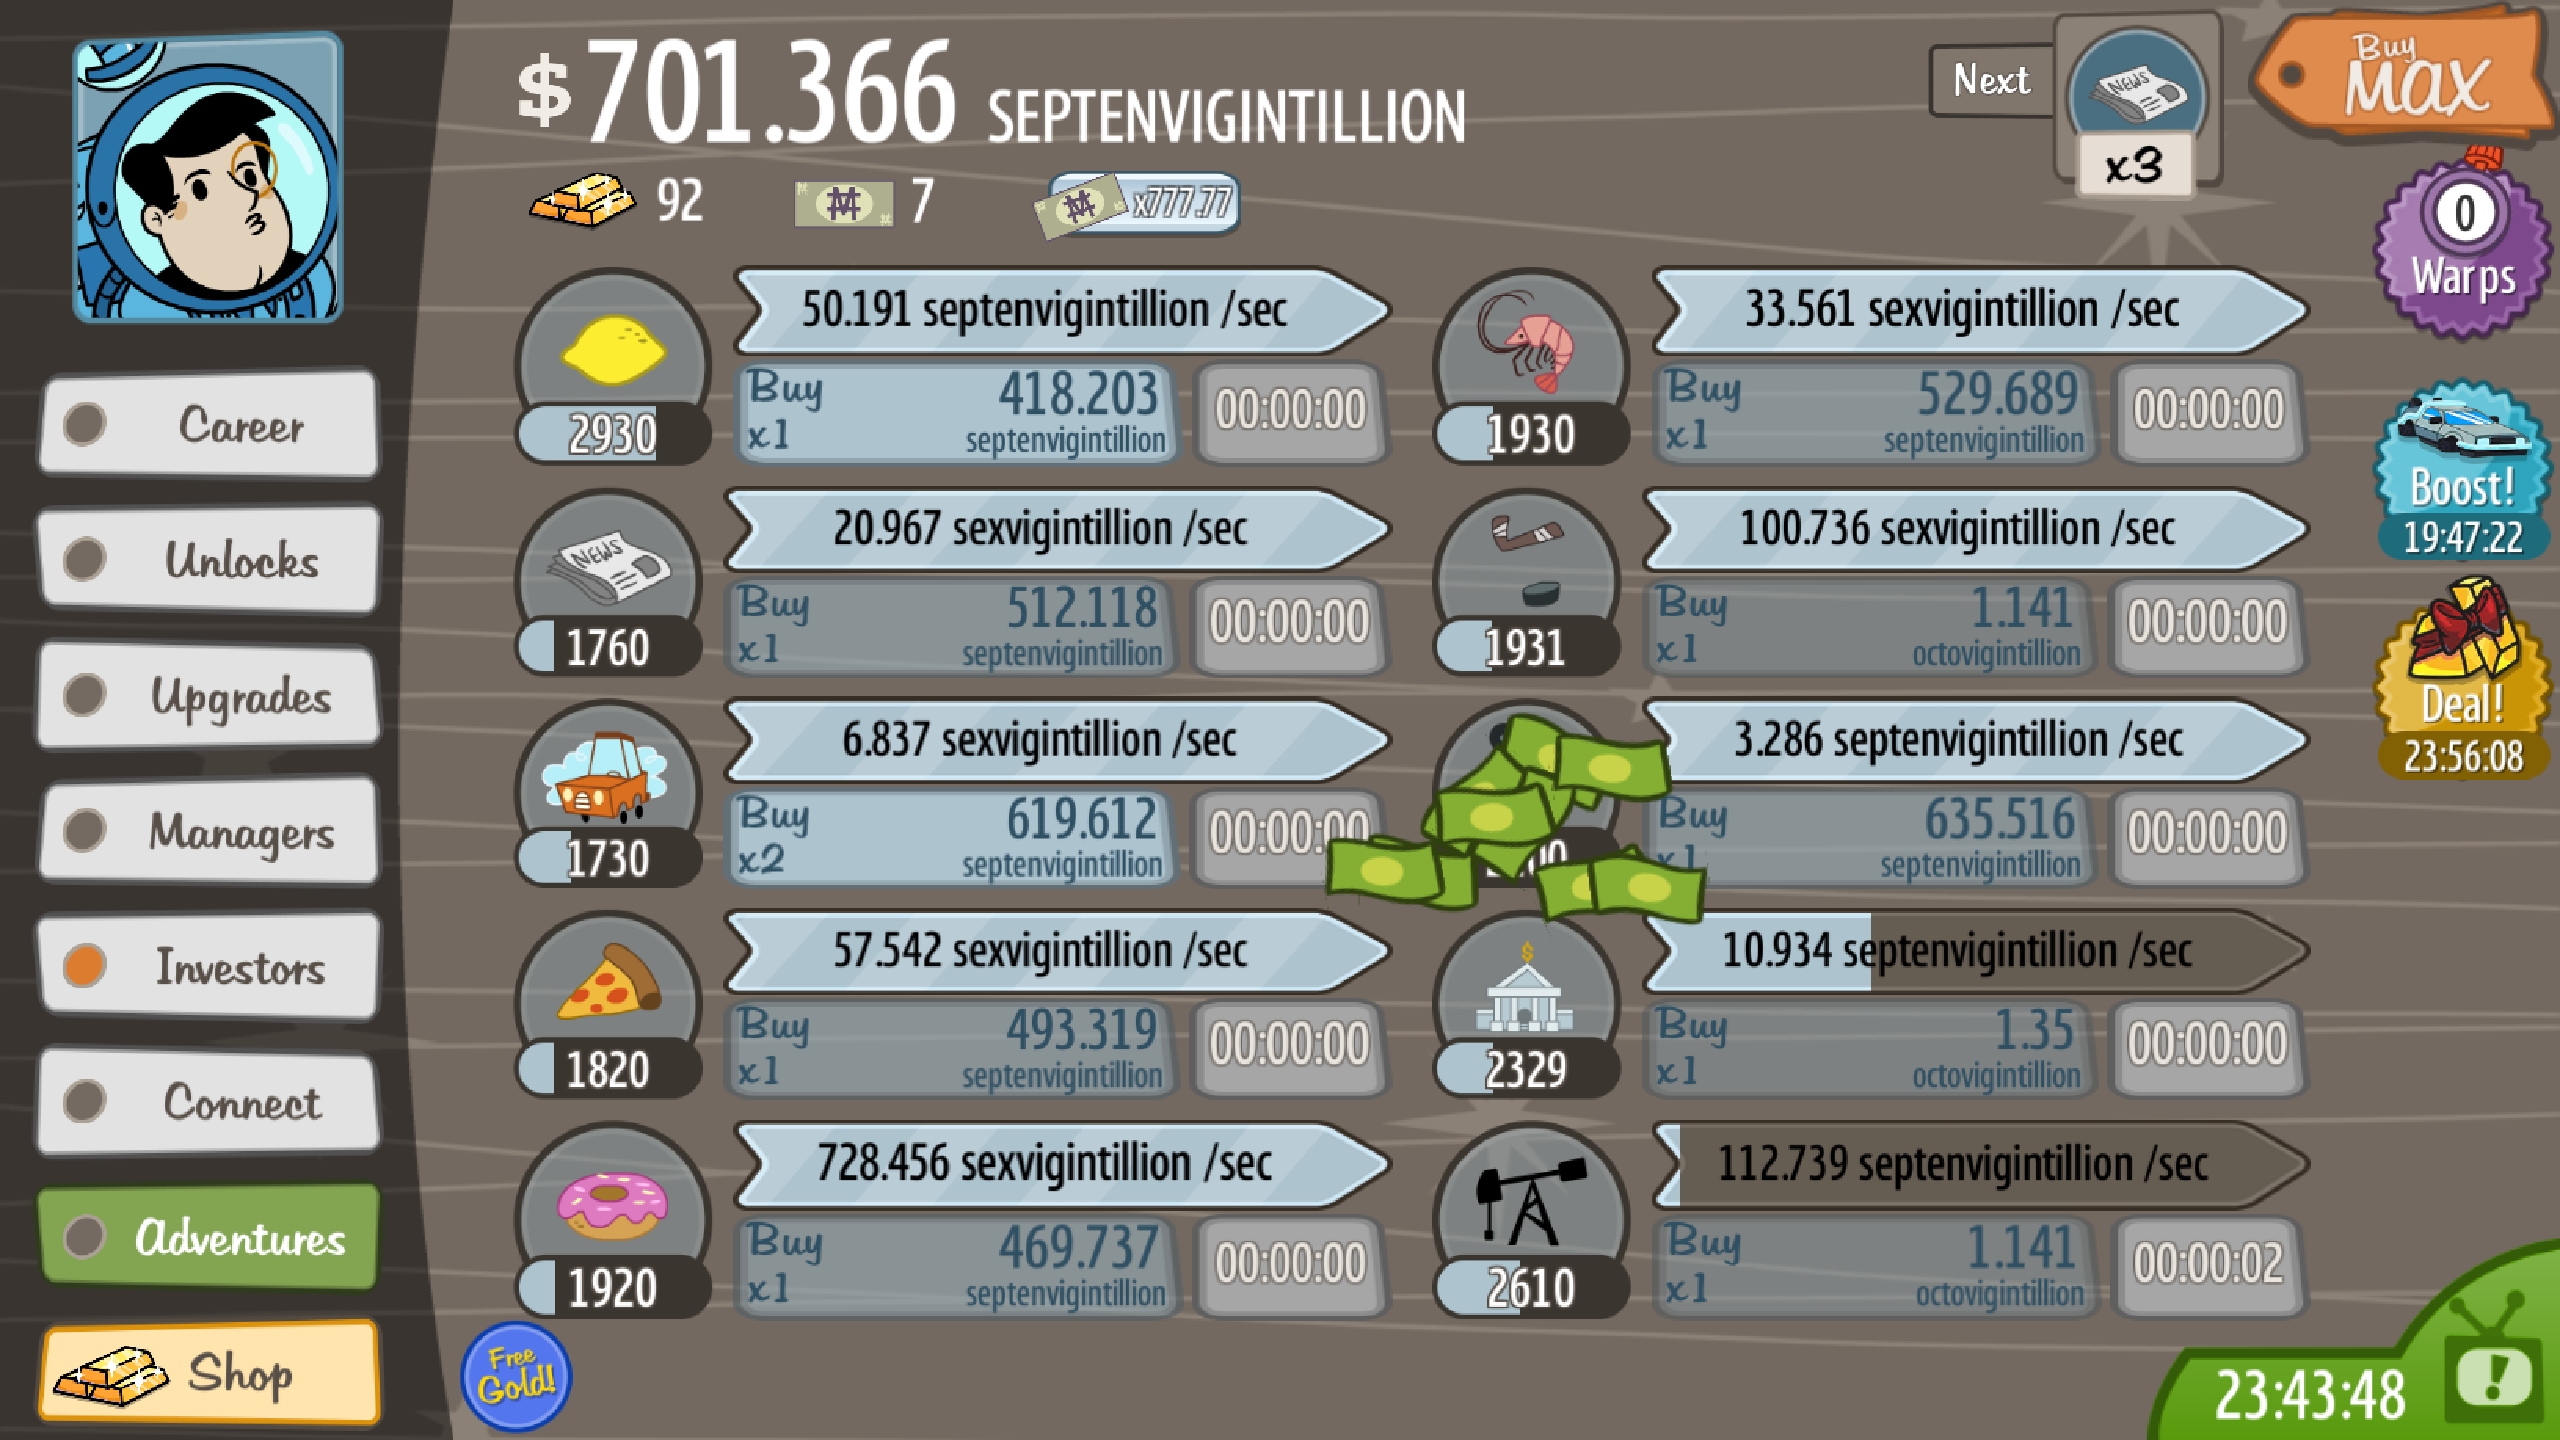 $701.366 SEPTENVIGINTILLION
92
7
x777.77
Next
NEWS
x3
Buy
MAX
0
Warps
Boost!
19:47:22
Deal!
23:56:08
Career
Unlocks
Upgrades
Managers
Investors
Connect
Adventures
Shop
2930
50.191 septenvigintillion /sec
Buy
x1
418.203
septenvigintillion
00:00:00
1930
33.561 sexvigintillion /sec
Buy
x1
529.689
septenvigintillion
00:00:00
NEWS
1760
20.967 sexvigintillion /sec
Buy
x1
512.118
septenvigintillion
00:00:00
1931
100.736 sexvigintillion /sec
Buy
x1
1.141
octovigintillion
00:00:00
1730
6.837 sexvigintillion /sec
Buy
x2
619.612
septenvigintillion
00:00:00
3.286 septenvigintillion /sec
Buy
x1
635.516
septenvigintillion
00:00:00
1820
57.542 sexvigintillion /sec
Buy
x1
493.319
septenvigintillion
00:00:00
$
2329
10.934 septenvigintillion /sec
Buy
x1
1.35
octovigintillion
00:00:00
1920
728.456 sexvigintillion /sec
Buy
x1
469.737
septenvigintillion
00:00:00
2610
112.739 septenvigintillion /sec
Buy
x1
1.141
octovigintillion
00:00:02
Free
Gold!
23:43:48
!